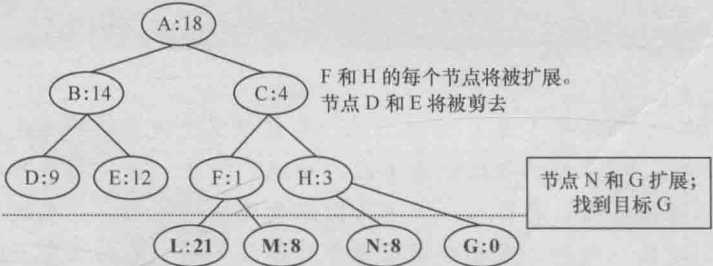 A:18
B:14
C:4
F 和 H 的每个节点将被扩展。
节点 D 和 E 将被剪去
D:9
E:12
F:1
H:3
节点 N 和 G 扩展;
找到目标 G
L:21
M:8
N:8
G:0